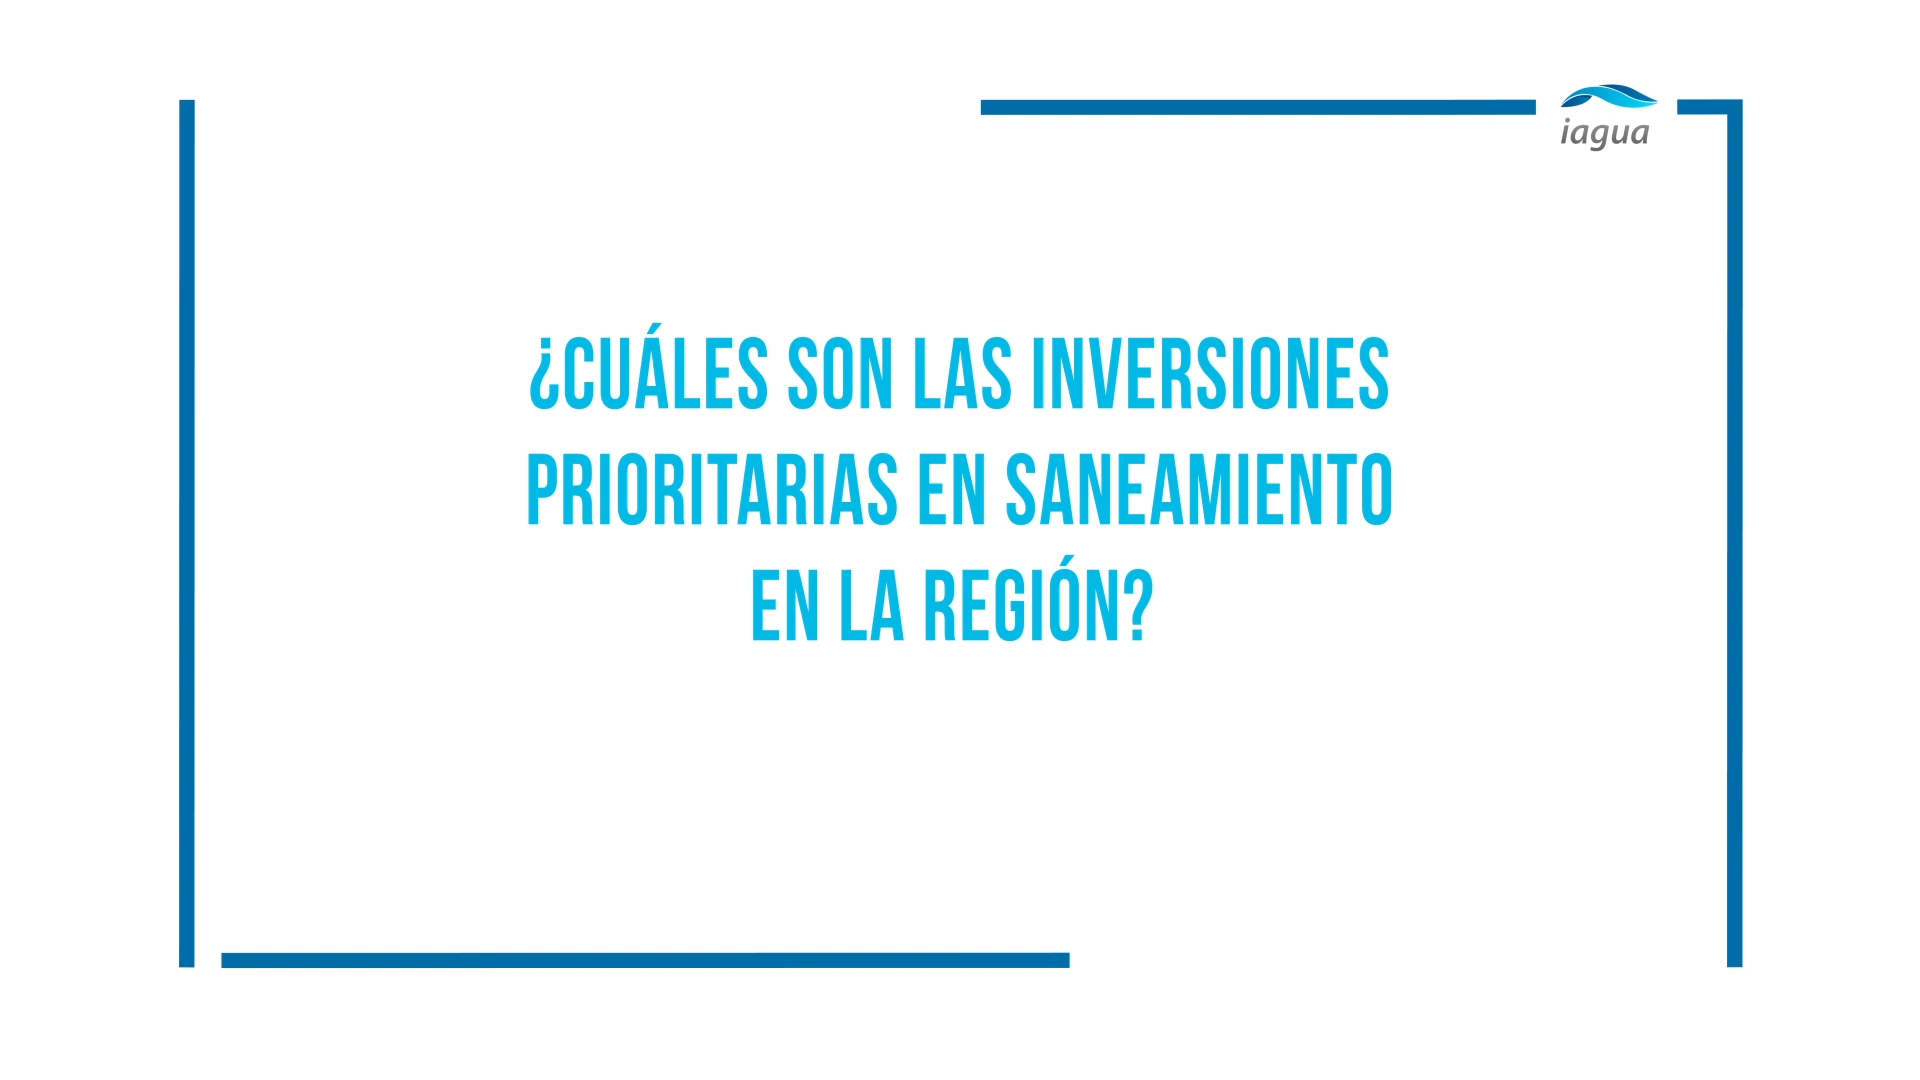 iagua
¿CUÁLES SON LAS INVERSIONES
PRIORITARIAS EN SANEAMIENTO
EN LA REGIÓN?